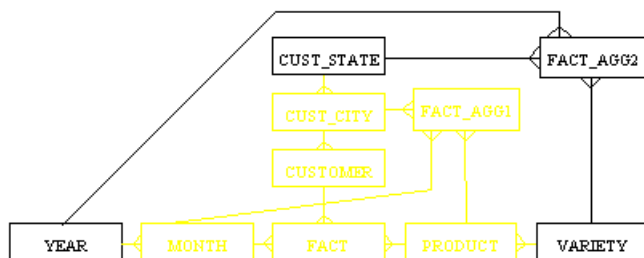 CUST_STATE
FACT_AGG2
CUST_CITY
FACT_AGG1
CUSTOMER
YEAR
MONTH
FACT
PRODUCT
VARIETY